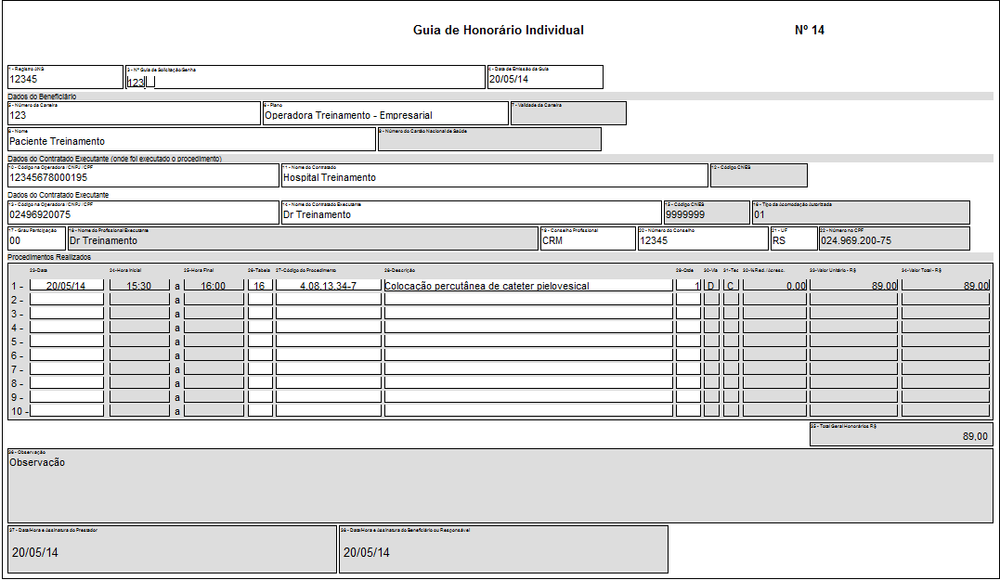 Guia de Honorário Individual Nº 14
1 - Registro ANS 3 - Nº Guia de Solicitação/Senha 4 - Data de Emissão da Guia
12345 123 20/05/14
Dados do Beneficiário
5 - Número da Carteira 6 - Plano 7 - Validade da Carteira
123 Operadora Treinamento - Empresarial
8 - Nome 9 - Número do Cartão Nacional de Saúde
Paciente Treinamento
Dados do Contratado Executante (onde foi executado o procedimento)
10 - Código na Operadora / CNPJ / CPF 11 - Nome do Contratado 12 - Código CNES
12345678000195 Hospital Treinamento
Dados do Contratado Executante
13 - Código na Operadora / CNPJ / CPF 14 - Nome do Contratado Executante 15 - Código CNES 16 - Tipo da Acomodação Autorizada
02496920075 Dr Treinamento 9999999 01
17 - Grau Participação 18 - Nome do Profissional Executante 19 - Conselho Profissional 20 - Número do Conselho 21 - UF 22 - Número no CPF
00 Dr Treinamento CRM 12345 RS 024.969.200-75
Procedimentos Realizados
23-Data 24-Hora Inicial 25-Hora Final 26-Tabela 27-Código do Procedimento 28-Descrição 29-Qtde 30-Via 31-Tec 32-% Red. / Acresc. 33-Valor Unitário - R$ 34-Valor Total - R$
1 - 20/05/14 15:30 a 16:00 16 4.08.13.34-7 Colocação percutânea de cateter pielovesical 1 D C 0.00 89.00 89.00
2 - a
3 - a
4 - a
5 - a
6 - a
7 - a
8 - a
9 - a
10 - a
35 - Total Geral Honorários R$
89,00
36 - Observação
Observação
37 - Data/Hora e Assinatura do Prestador 38 - Data/Hora e Assinatura do Beneficiário ou Responsável
20/05/14 20/05/14